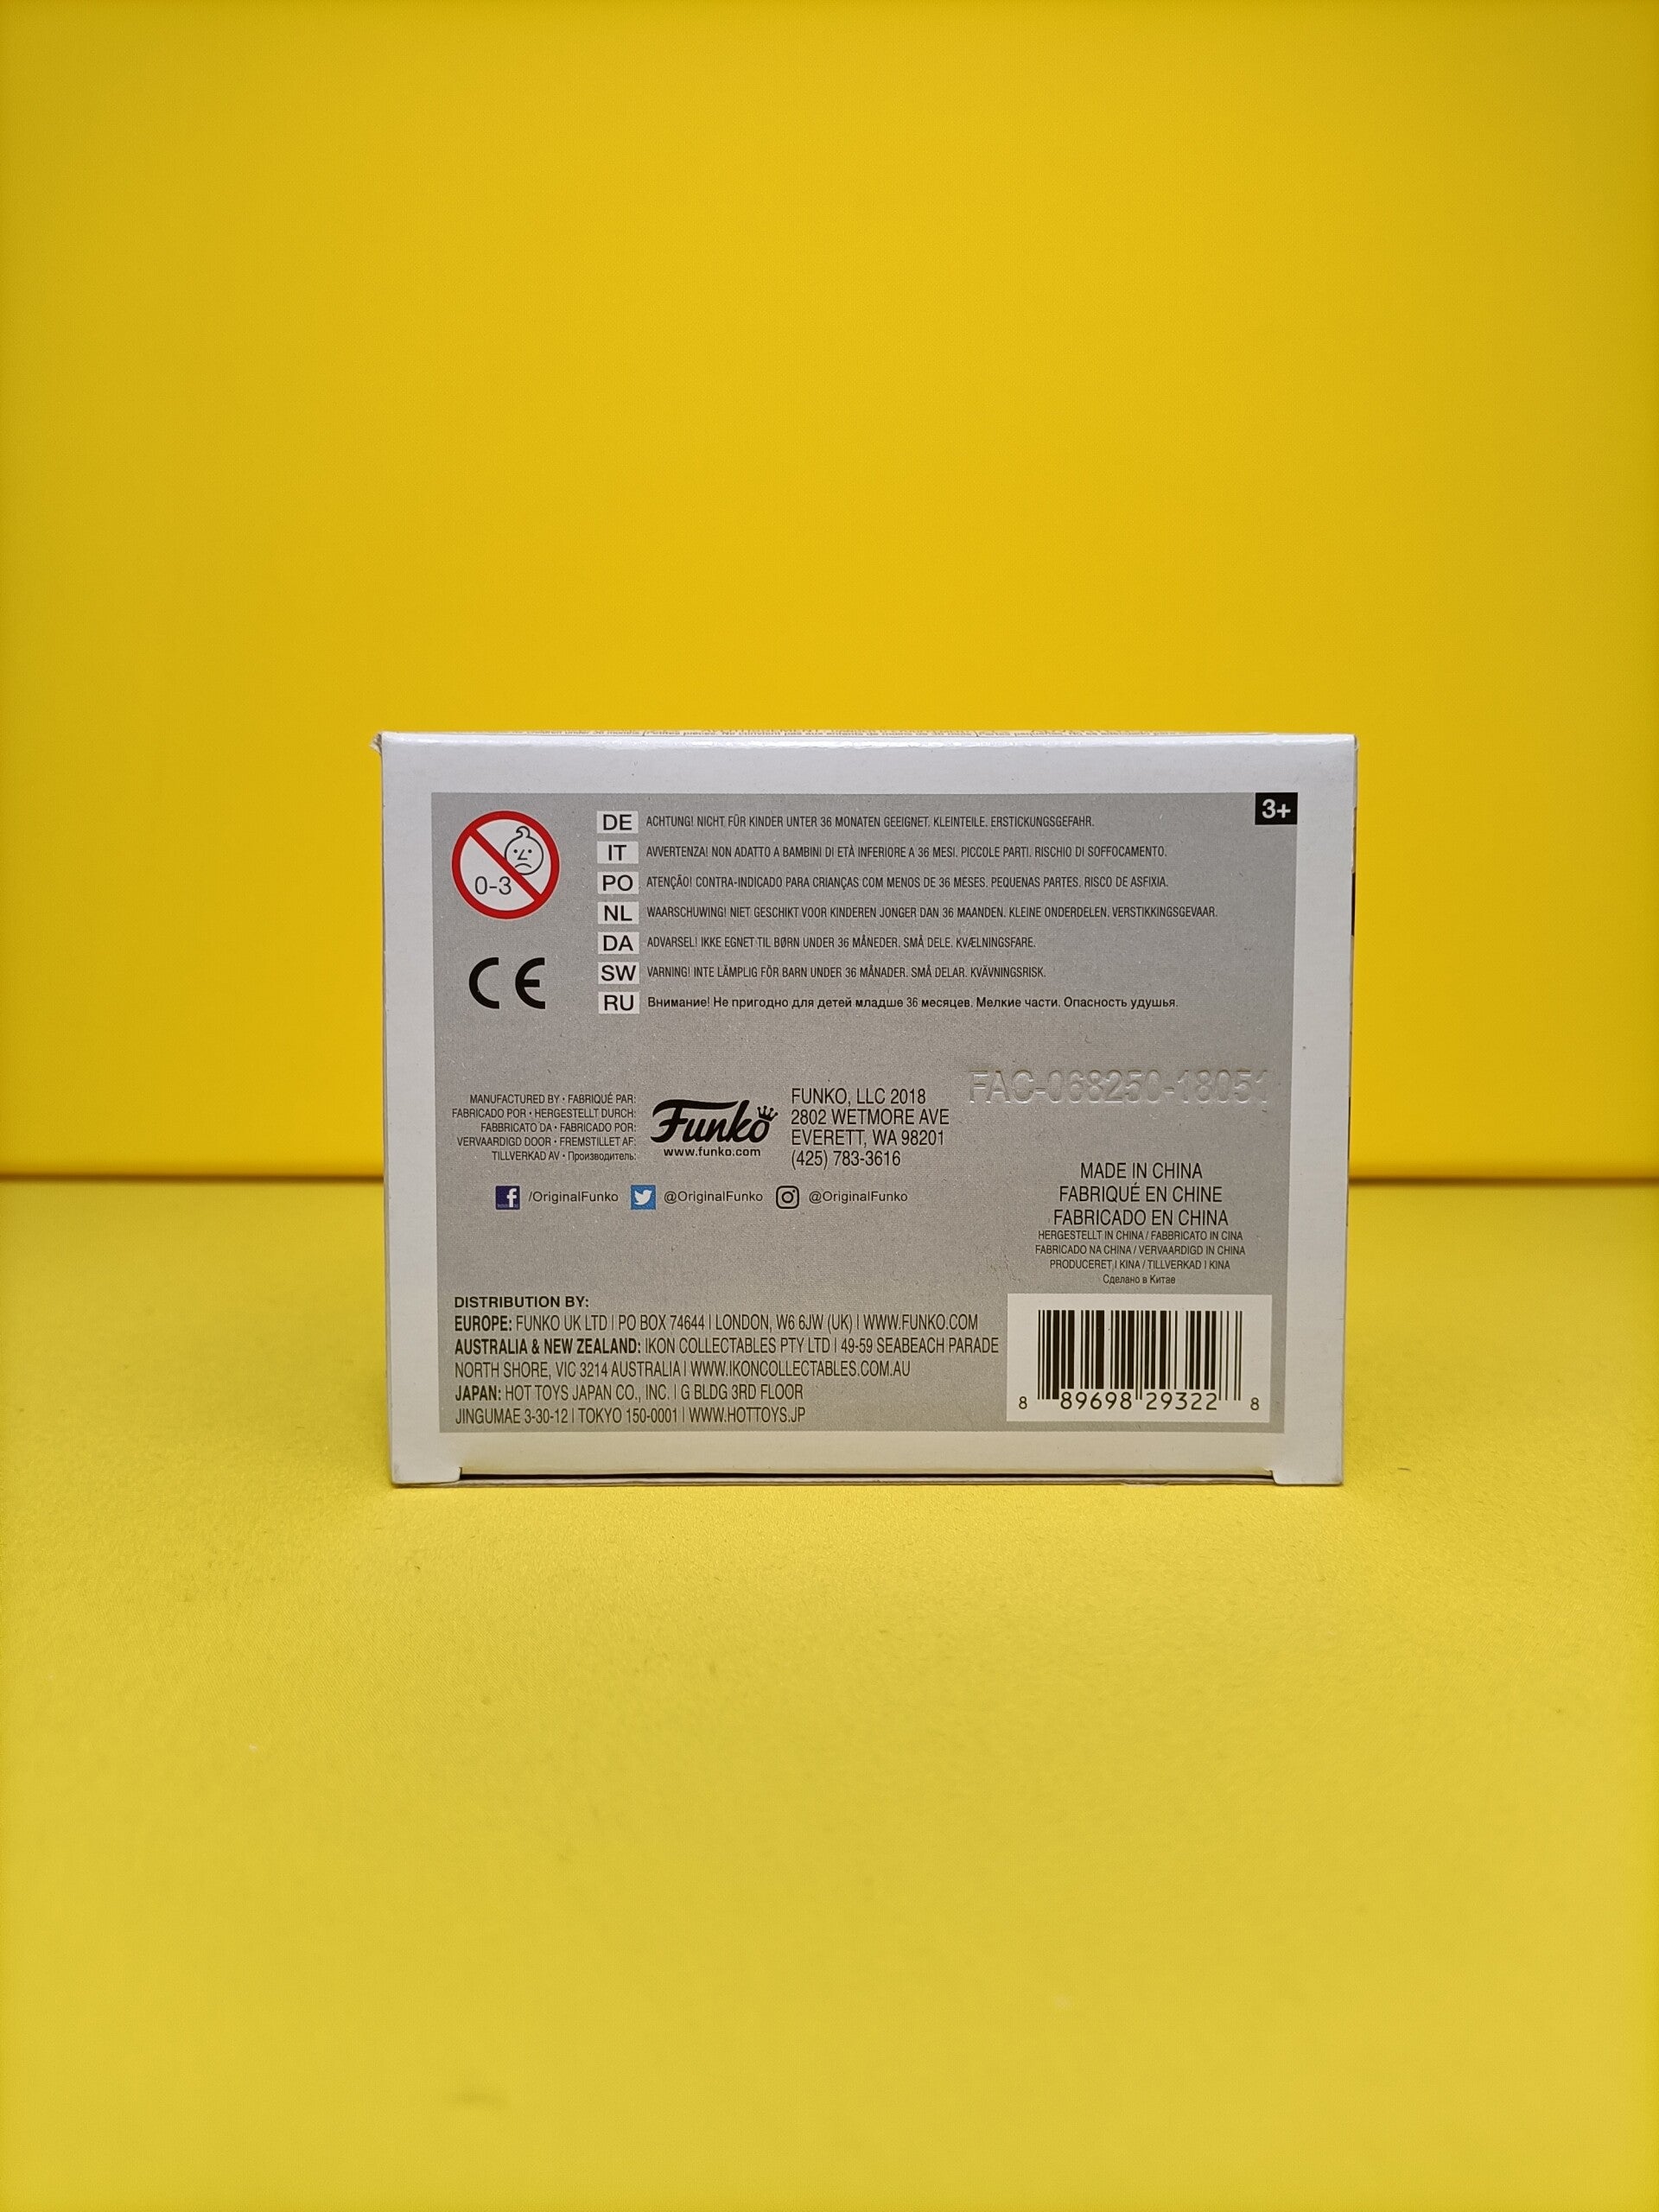 3+
0-3
DE ACHTUNG! NICHT FÜR KINDER UNTER 36 MONATEN GEEIGNET. KLEINTEILE. ERSTICKUNGSGEFAHR.
IT AVVERTENZA! NON ADATTO A BAMBINI DI ETÀ INFERIORE A 36 MESI. PICCOLE PARTI. RISCHIO DI SOFFOCAMENTO.
PO ATENÇÃO! CONTRA-INDICADO PARA CRIANÇAS COM MENOS DE 36 MESES. PEQUENAS PARTES. RISCO DE ASFIXIA.
NL WAARSCHUWING! NIET GESCHIKT VOOR KINDEREN JONGER DAN 36 MAANDEN. KLEINE ONDERDELEN. VERSTIKKINGSGEVAAR.
DA ADVARSEL! IKKE EGNET TIL BØRN UNDER 36 MÅNEDER. SMÅ DELE. KVÆLNINGSFARE.
SW VARNING! INTE LÄMPLIG FÖR BARN UNDER 36 MÅNADER. SMÅ DELAR. KVÄVNINGSRISK.
RU Внимание! Не пригодно для детей младше 36 месяцев. Мелкие части. Опасность удушья.
CE
FAC-068250-18051
MANUFACTURED BY • FABRIQUÉ PAR:
FABRICADO POR • HERGESTELLT DURCH:
FABBRICATO DA • FABRICADO POR:
VERVAARDIGD DOOR • FREMSTILLET AF:
TILLVERKAD AV • Производитель:
Funko
www.funko.com
FUNKO, LLC 2018
2802 WETMORE AVE
EVERETT, WA 98201
(425) 783-3616
/OriginalFunko @OriginalFunko @OriginalFunko
MADE IN CHINA
FABRIQUÉ EN CHINE
FABRICADO EN CHINA
HERGESTELLT IN CHINA / FABBRICATO IN CINA
FABRICADO NA CHINA / VERVAARDIGD IN CHINA
PRODUCERET I KINA / TILLVERKAD I KINA
Сделано в Китае
DISTRIBUTION BY:
EUROPE: FUNKO UK LTD | PO BOX 74644 | LONDON, W6 6JW (UK) | WWW.FUNKO.COM
AUSTRALIA & NEW ZEALAND: IKON COLLECTABLES PTY LTD | 49-59 SEABEACH PARADE
NORTH SHORE, VIC 3214 AUSTRALIA | WWW.IKONCOLLECTABLES.COM.AU
JAPAN: HOT TOYS JAPAN CO., INC. | G BLDG 3RD FLOOR
JINGUMAE 3-30-12 | TOKYO 150-0001 | WWW.HOTTOYS.JP
8 89698 29322 8